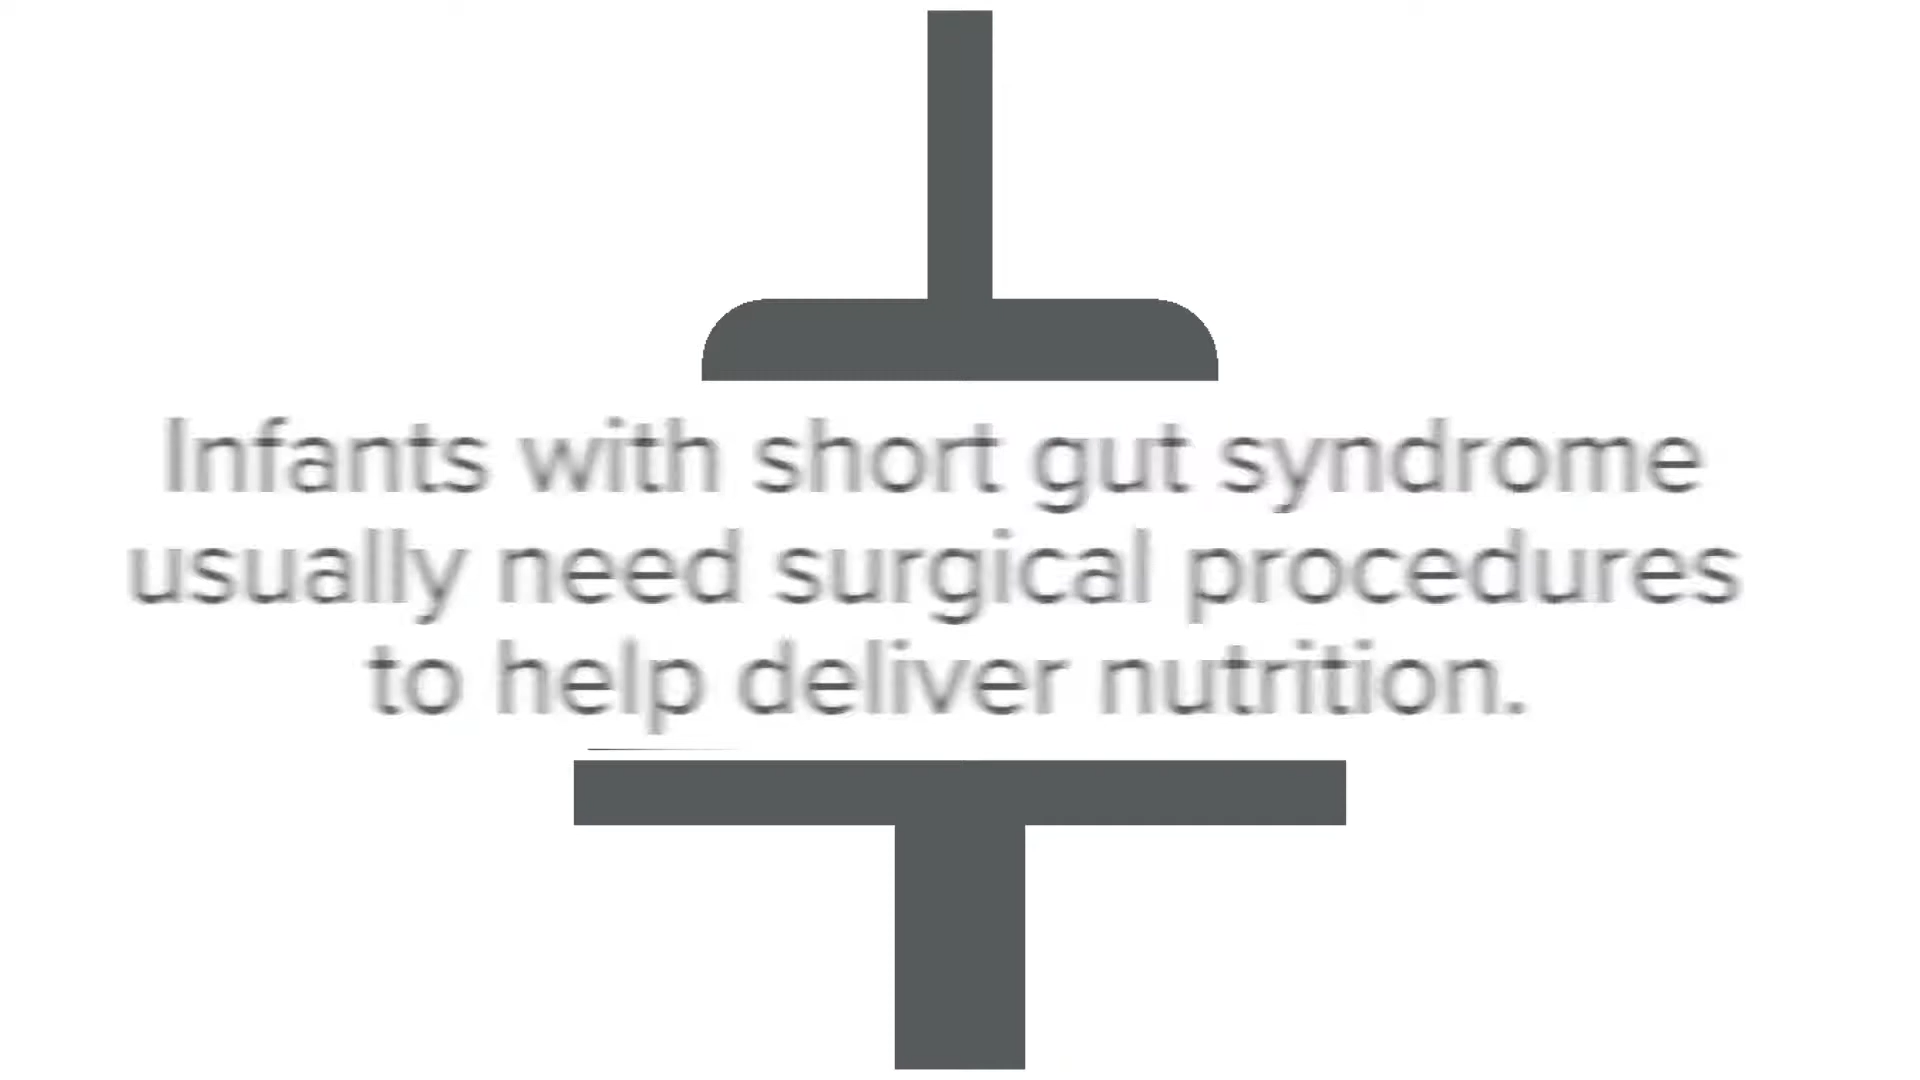 Infants with short gut syndrome
usually need surgical procedures
to help deliver nutrition.